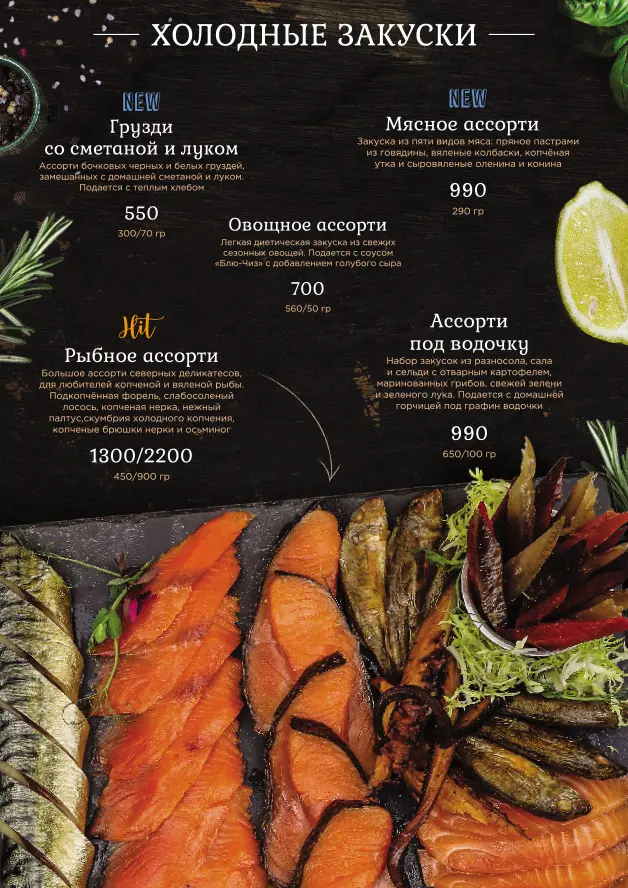 ХОЛОДНЫЕ ЗАКУСКИ
NEW
Грузди
со сметаной и луком
Ассорти бочковых черных и белых груздей,
замешанных с домашней сметаной и луком.
Подается с теплым хлебом
550
300/70 гр
NEW
Мясное ассорти
Закуска из пяти видов мяса: пряное пастрами
из говядины, вяленые колбаски, копчёная
утка и сыровяленые оленина и конина
990
290 гр
Овощное ассорти
Легкая диетическая закуска из свежих
сезонных овощей. Подается с соусом
«Блю-Чиз» с добавлением голубого сыра
700
560/50 гр
Hit
Рыбное ассорти
Большое ассорти северных деликатесов,
для любителей копченой и вяленой рыбы.
Подкопчённая форель, слабосоленый
лосось, копченая нерка, нежный
палтус,скумбрия холодного копчения,
копченые брюшки нерки и осьминог
1300/2200
450/900 гр
Ассорти
под водочку
Набор закусок из разносола, сала
и сельди с отварным картофелем,
маринованных грибов, свежей зелени
и зеленого лука. Подается с домашней
горчицей под графин водочки
990
650/100 гр